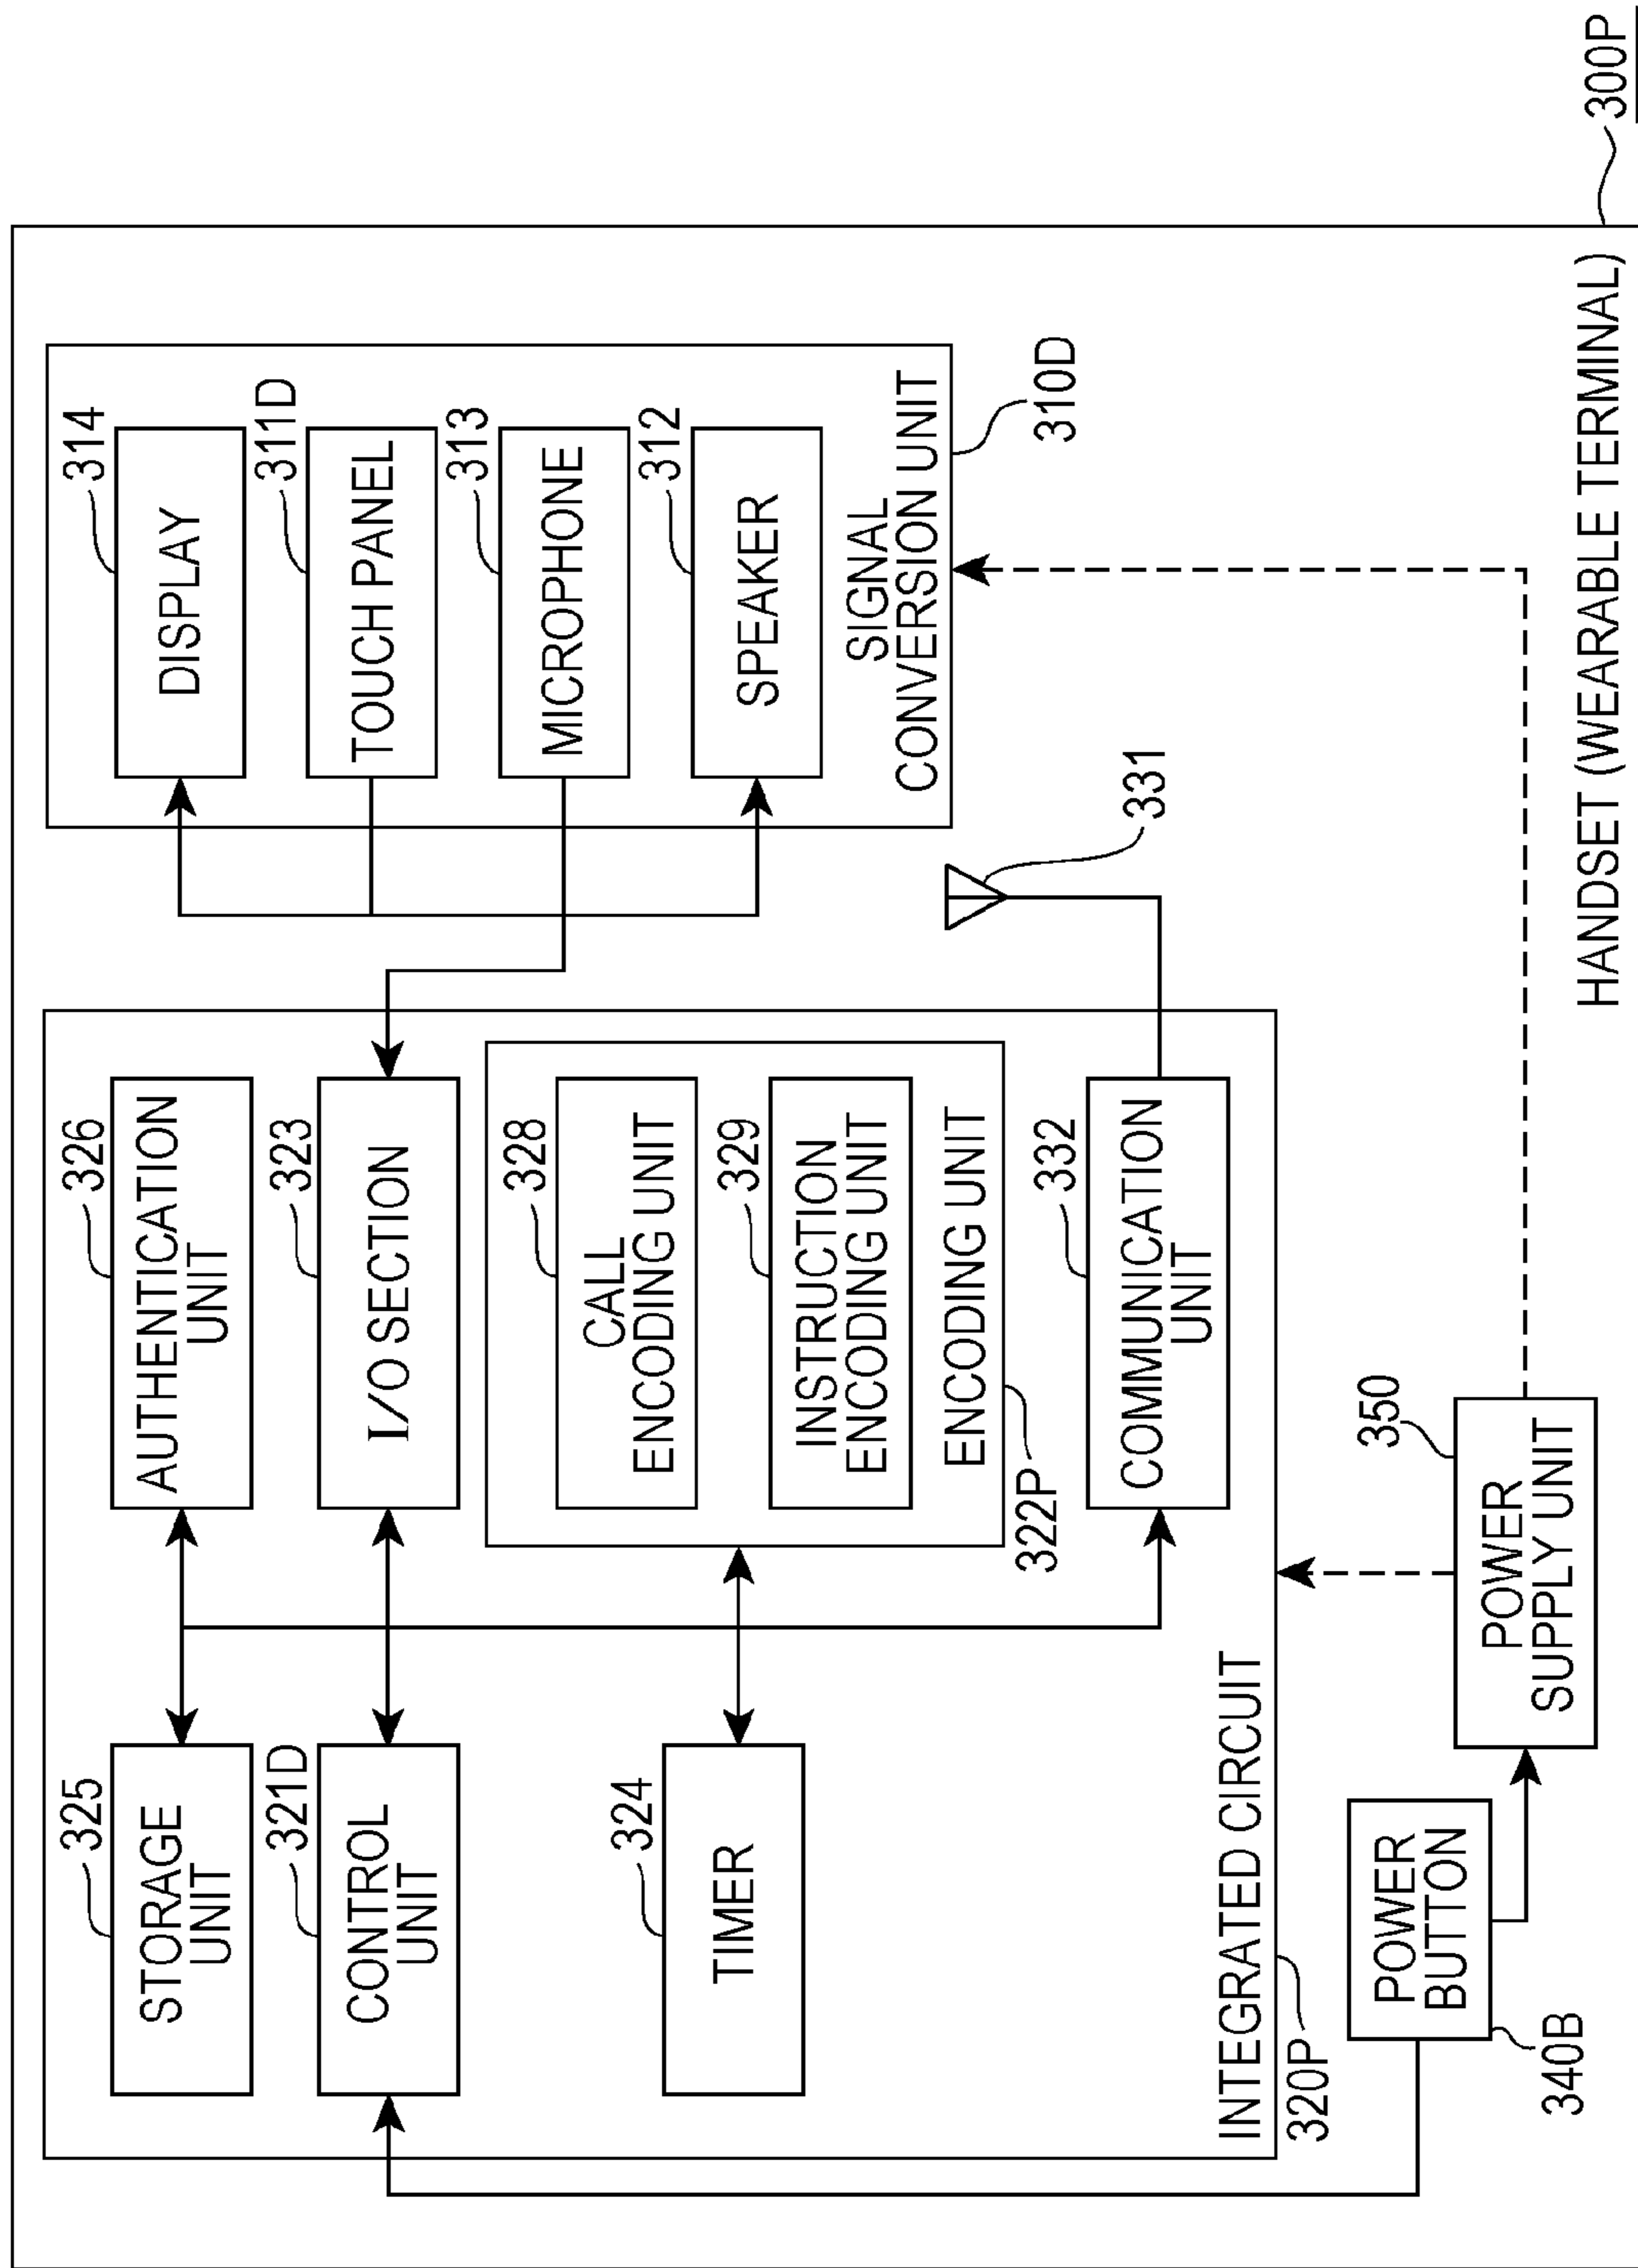 300P
HANDSET (WEARABLE TERMINAL)
325
STORAGE
UNIT
326
AUTHENTICATION
UNIT
314
DISPLAY
321D
CONTROL
UNIT
323
I/O SECTION
311D
TOUCH PANEL
313
MICROPHONE
324
TIMER
328
CALL
ENCODING UNIT
312
SPEAKER
329
INSTRUCTION
ENCODING UNIT
ENCODING UNIT
322P
SIGNAL
CONVERSION UNIT
310D
332
COMMUNICATION
UNIT
331
INTEGRATED CIRCUIT
320P
POWER
BUTTON
340B
350
POWER
SUPPLY UNIT